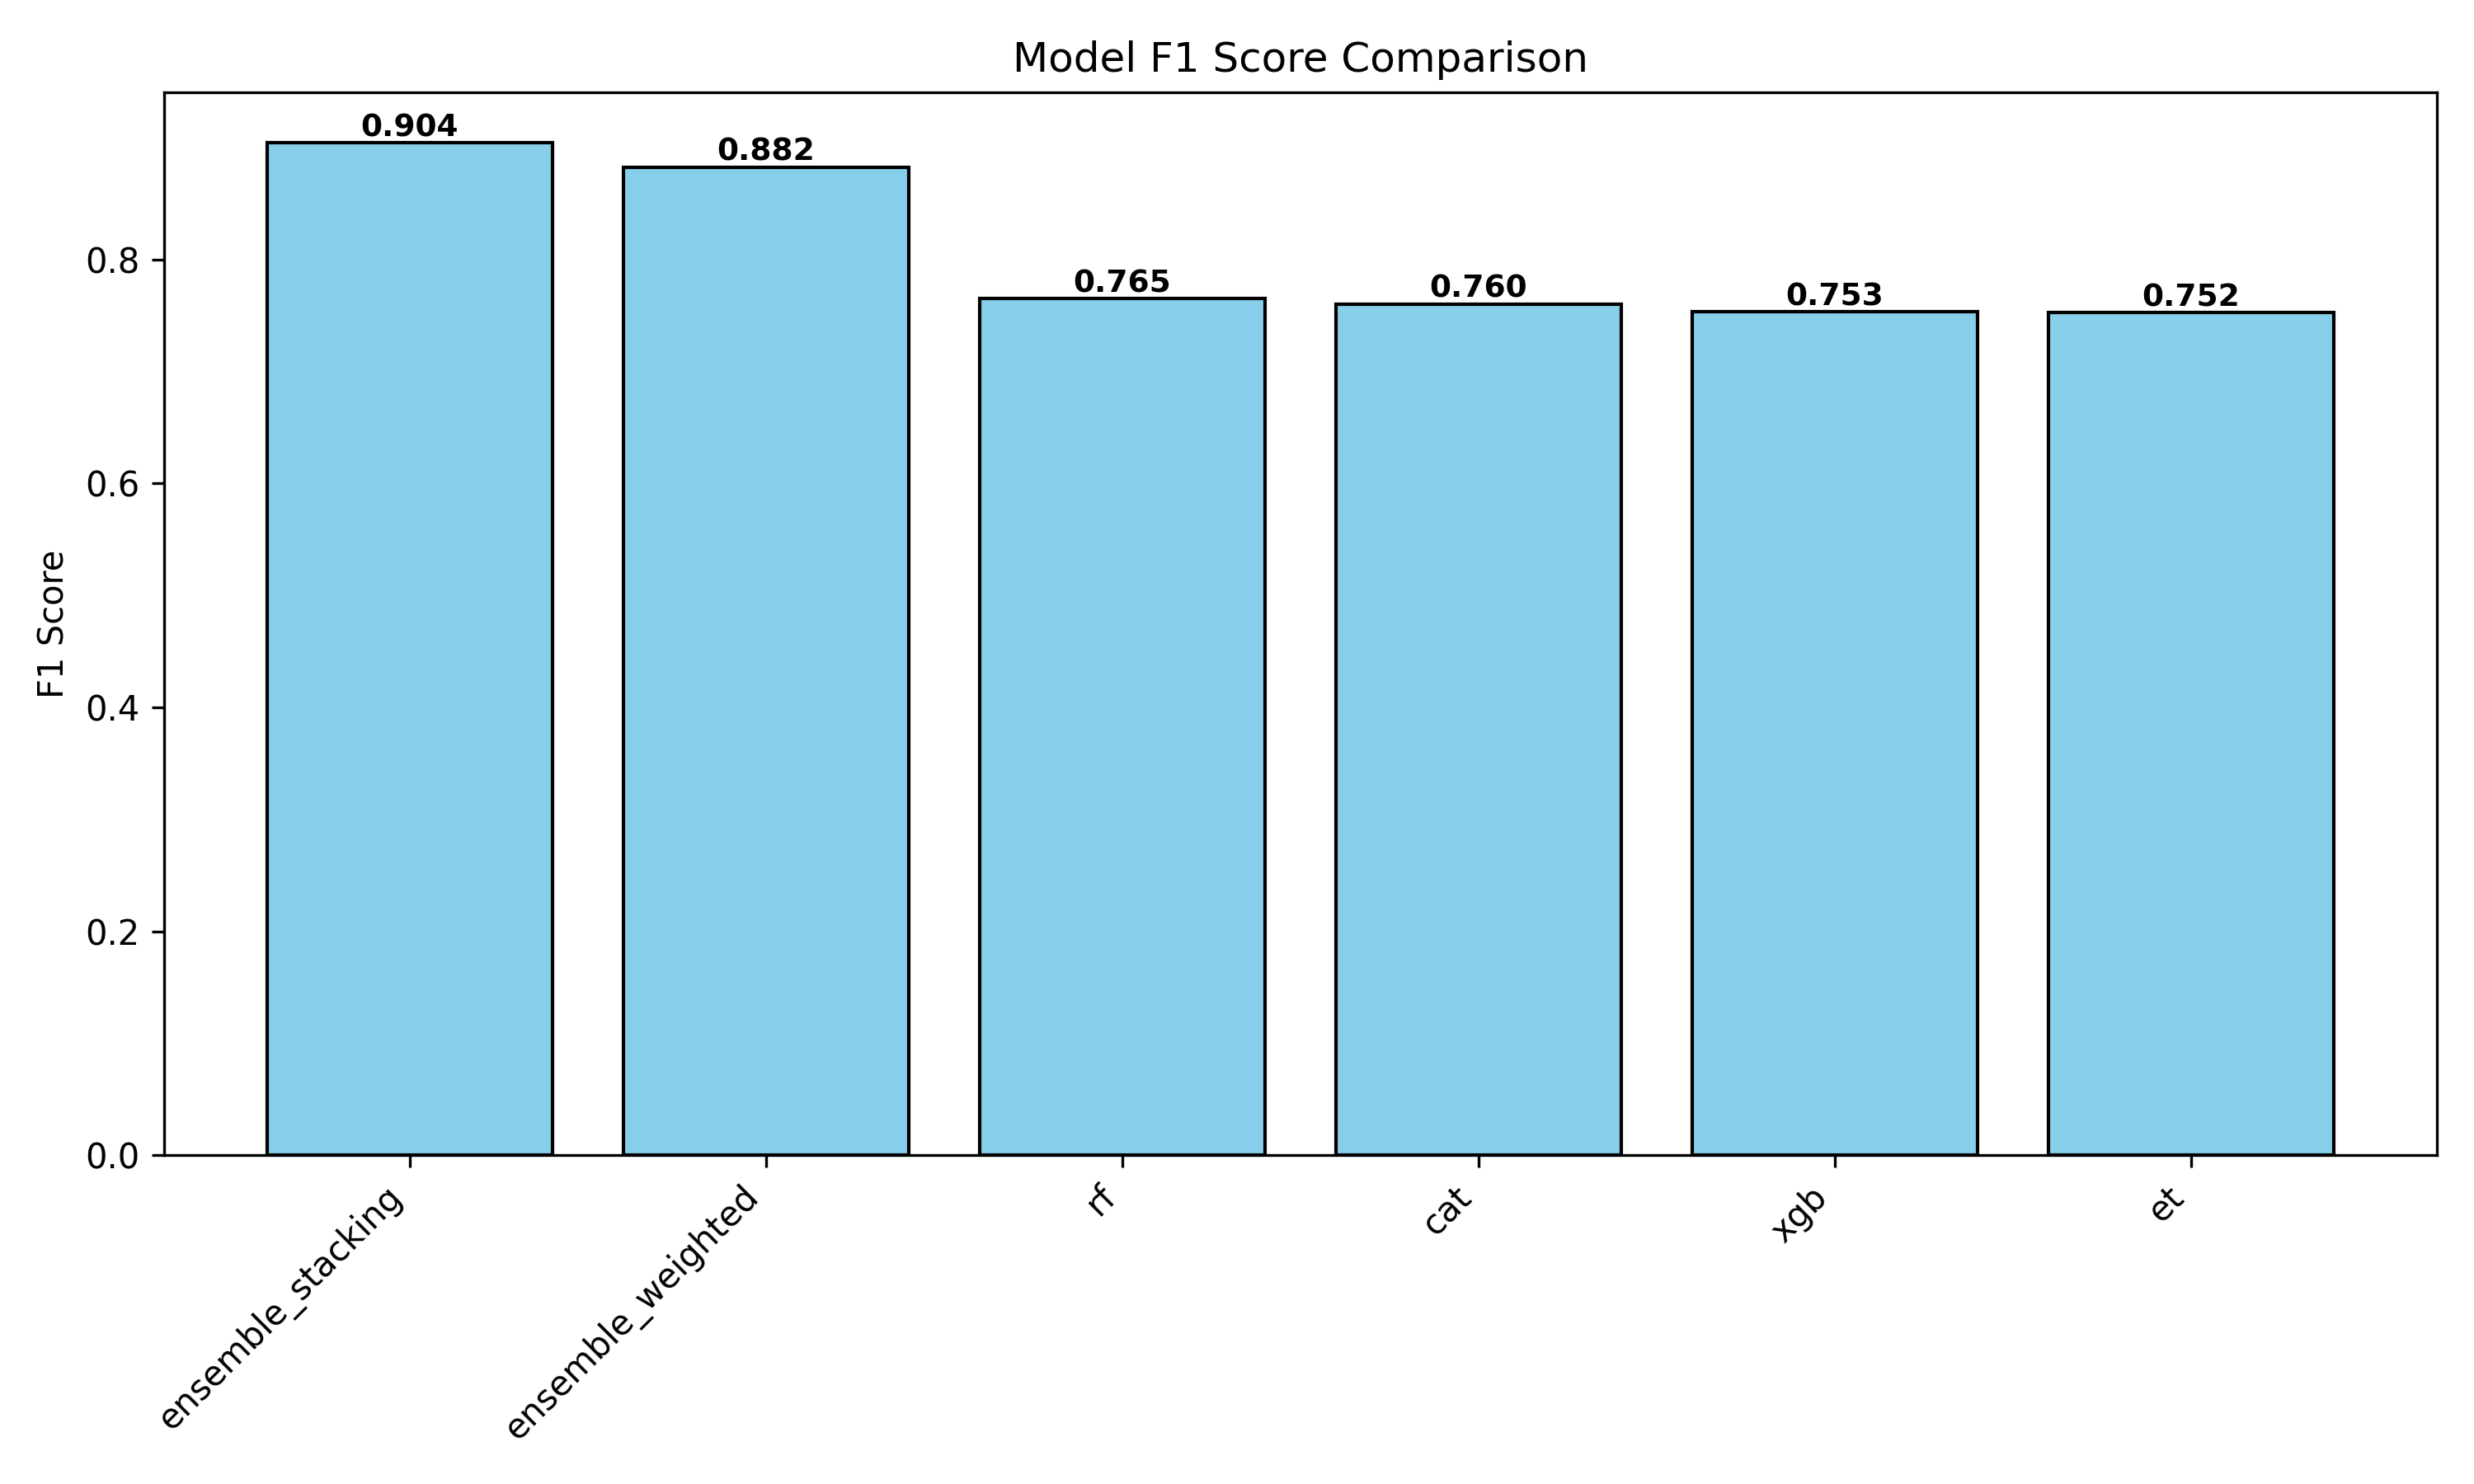 Model F1 Score Comparison
F1 Score
0.8
0.6
0.4
0.2
0.0
0.904
0.882
0.765
0.760
0.753
0.752
ensemble_stacking
ensemble_weighted
rf
cat
xgb
et